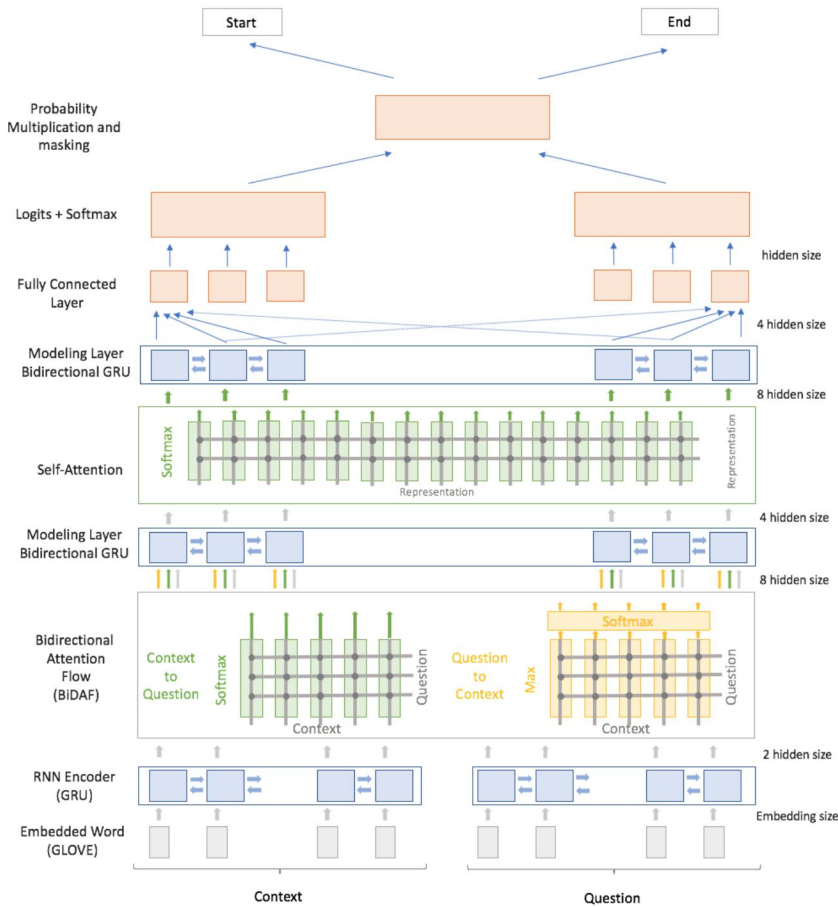 Start
End
Probability
Multiplication and
masking
Logits + Softmax
hidden size
Fully Connected
Layer
4 hidden size
Modeling Layer
Bidirectional GRU
8 hidden size
Softmax
Self-Attention
Representation
Representation
4 hidden size
Modeling Layer
Bidirectional GRU
8 hidden size
Bidirectional
Attention
Flow
(BiDAF)
Context
to
Question
Softmax
Question
Context
Softmax
Question
to
Context
Max
Question
Context
2 hidden size
RNN Encoder
(GRU)
Embedding size
Embedded Word
(GLOVE)
Context
Question